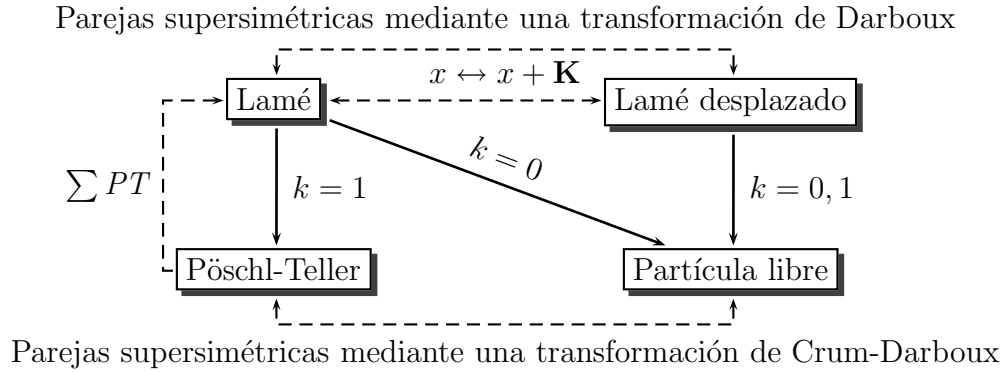 Parejas supersimétricas mediante una transformación de Darboux
x ↔ x + K
Lamé
Lamé desplazado
k = 0
∑ PT
k = 1
k = 0, 1
Pöschl-Teller
Partícula libre
Parejas supersimétricas mediante una transformación de Crum-Darboux